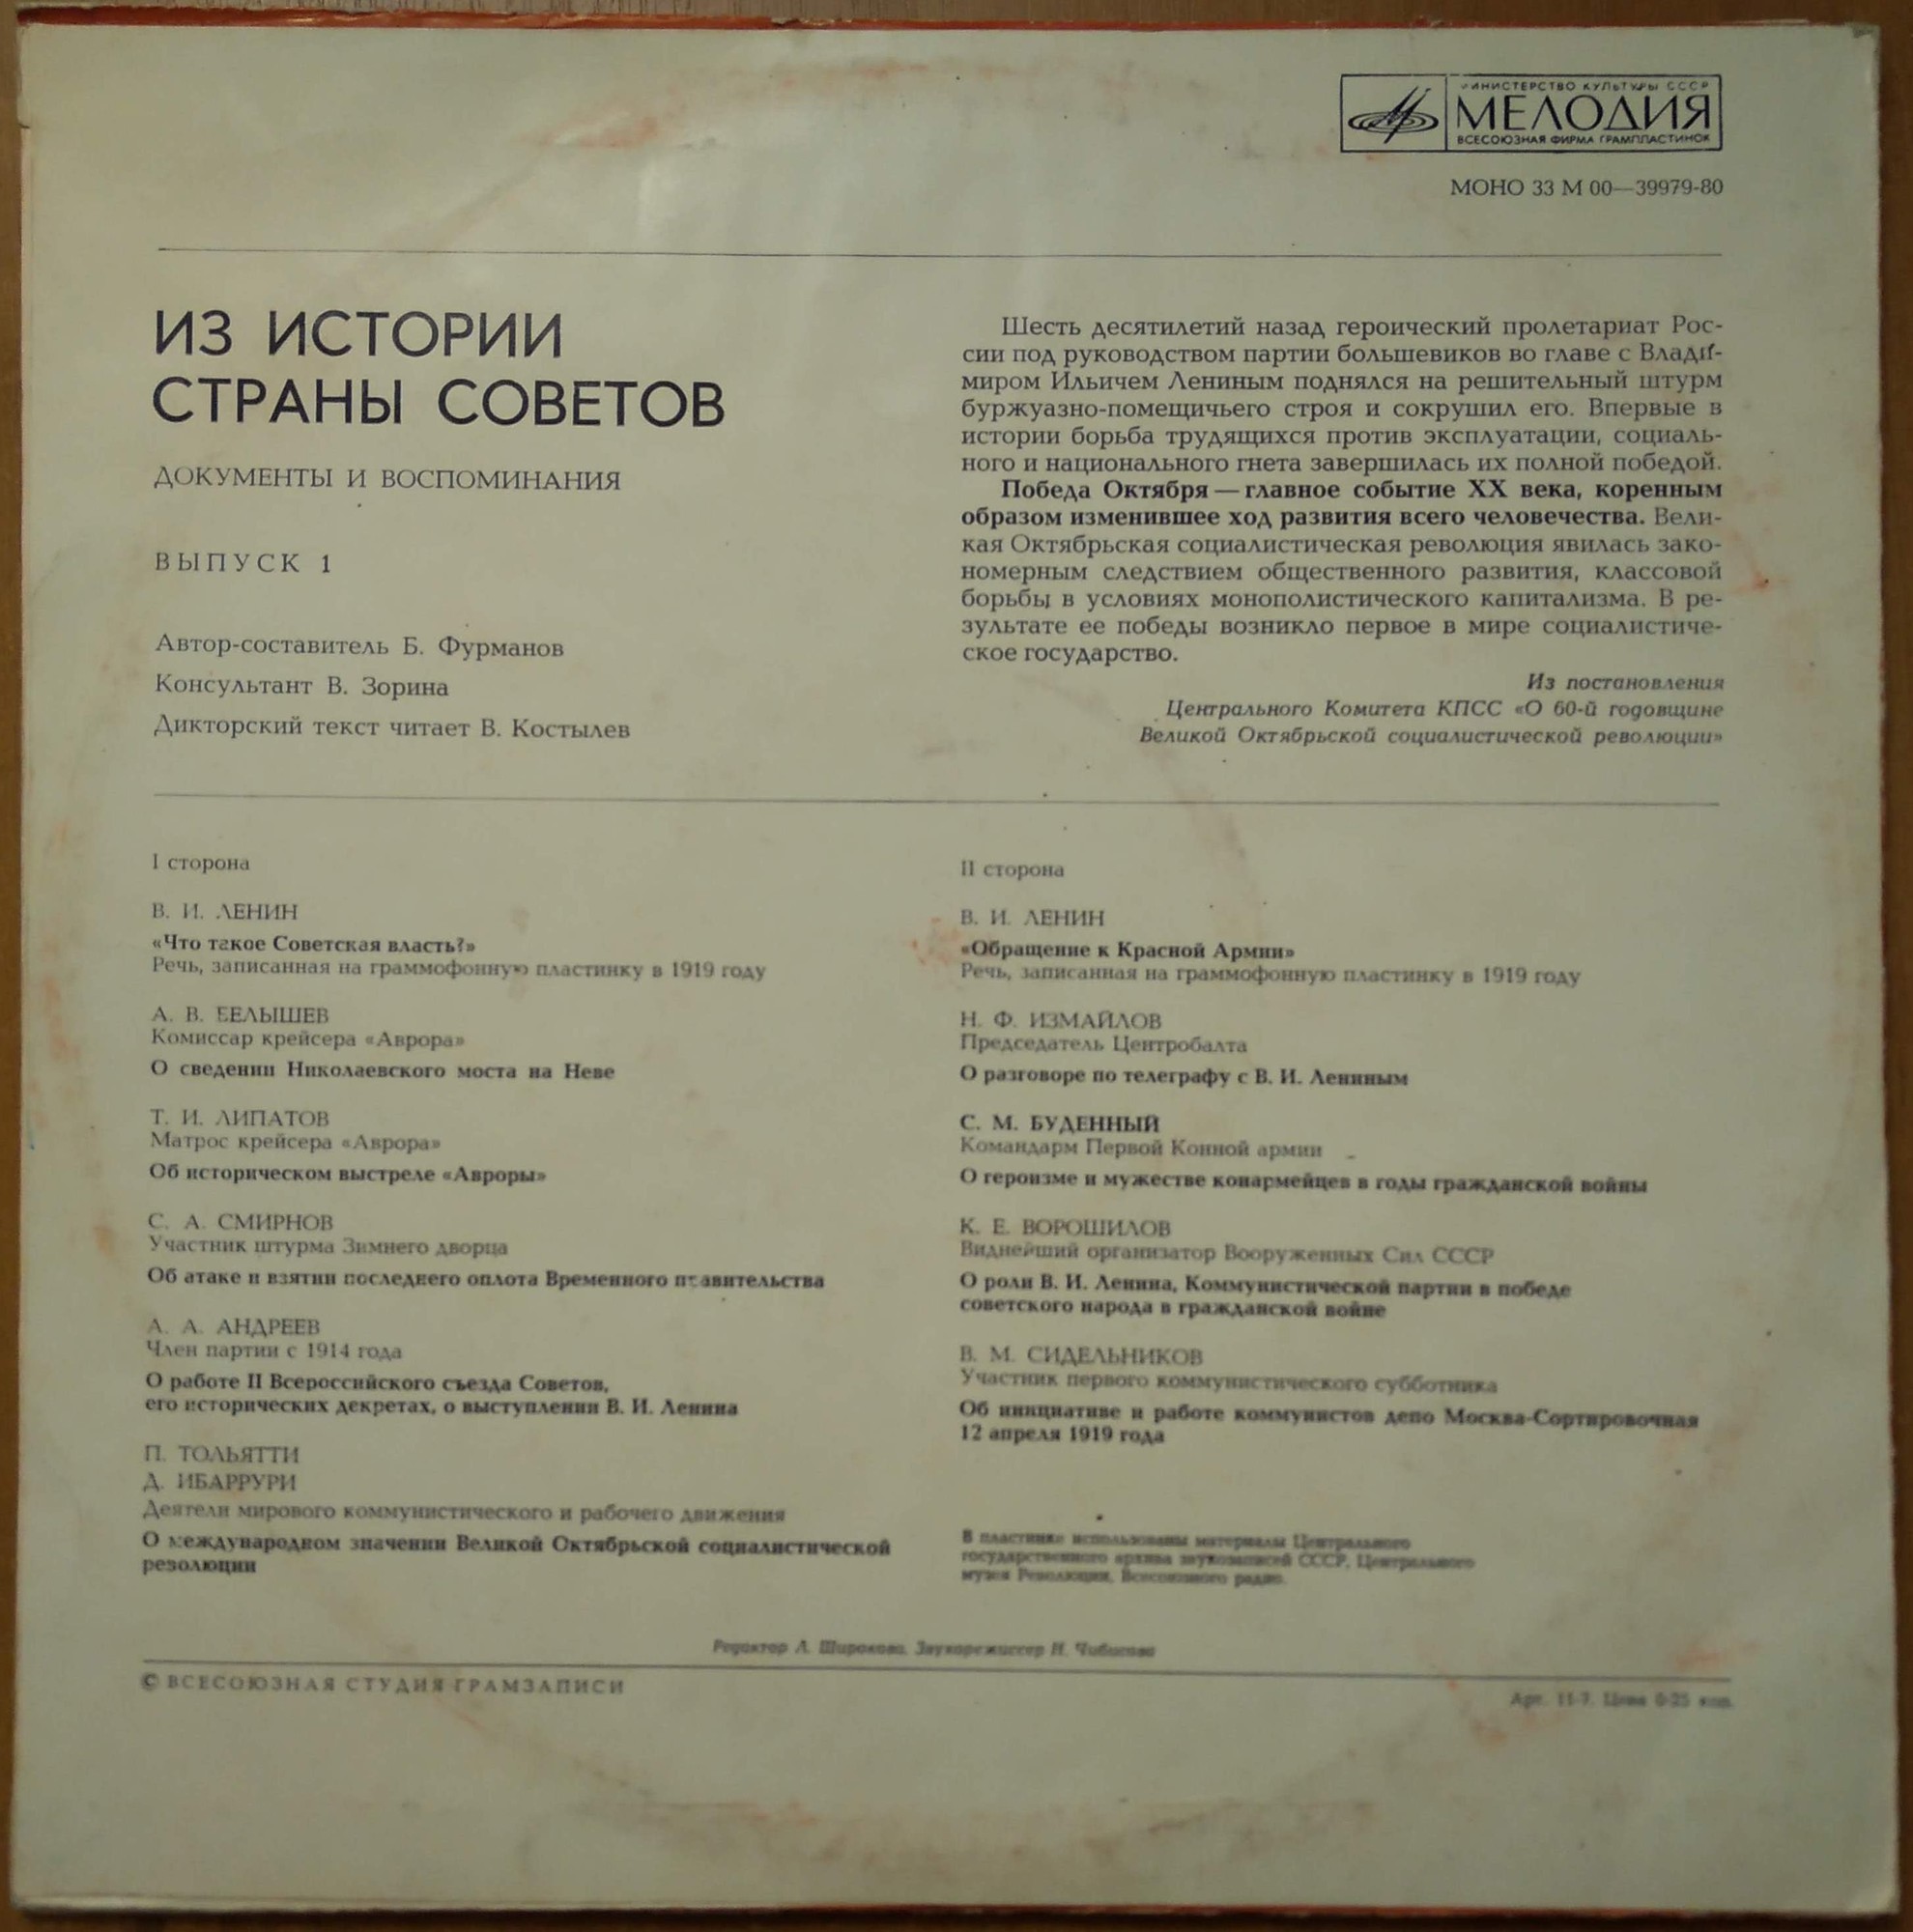 МИНИСТЕРСТВО КУЛЬТУРЫ СССР
МЕЛОДИЯ
ВСЕСОЮЗНАЯ ФИРМА ГРАМПЛАСТИНОК
МОНО 33 М 00—39979-80
ИЗ ИСТОРИИ
СТРАНЫ СОВЕТОВ
ДОКУМЕНТЫ И ВОСПОМИНАНИЯ
ВЫПУСК 1
Автор-составитель Б. Фурманов
Консультант В. Зорина
Дикторский текст читает В. Костылев
Шесть десятилетий назад героический пролетариат Рос-
сии под руководством партии большевиков во главе с Влади-
миром Ильичем Лениным поднялся на решительный штурм
буржуазно-помещичьего строя и сокрушил его. Впервые в
истории борьба трудящихся против эксплуатации, социаль-
ного и национального гнета завершилась их полной победой.
Победа Октября — главное событие XX века, коренным
образом изменившее ход развития всего человечества. Вели-
кая Октябрьская социалистическая революция явилась зако-
номерным следствием общественного развития, классовой
борьбы в условиях монополистического капитализма. В ре-
зультате ее победы возникло первое в мире социалистиче-
ское государство.
Из постановления
Центрального Комитета КПСС «О 60-й годовщине
Великой Октябрьской социалистической революции»
I сторона
В. И. ЛЕНИН
«Что такое Советская власть?»
Речь, записанная на граммофонную пластинку в 1919 году
А. В. БЕЛЫШЕВ
Комиссар крейсера «Аврора»
О сведении Николаевского моста на Неве
Т. И. ЛИПАТОВ
Матрос крейсера «Аврора»
Об историческом выстреле «Авроры»
С. А. СМИРНОВ
Участник штурма Зимнего дворца
Об атаке и взятии последнего оплота Временного правительства
А. А. АНДРЕЕВ
Член партии с 1914 года
О работе II Всероссийского съезда Советов,
его исторических декретах, о выступлении В. И. Ленина
П. ТОЛЬЯТТИ
Д. ИБАРРУРИ
Деятели мирового коммунистического и рабочего движения
О международном значении Великой Октябрьской социалистической
революции
II сторона
В. И. ЛЕНИН
«Обращение к Красной Армии»
Речь, записанная на граммофонную пластинку в 1919 году
Н. Ф. ИЗМАЙЛОВ
Председатель Центробалта
О разговоре по телеграфу с В. И. Лениным
С. М. БУДЕННЫЙ
Командарм Первой Конной армии
О героизме и мужестве конармейцев в годы гражданской войны
К. Е. ВОРОШИЛОВ
Виднейший организатор Вооруженных Сил СССР
О роли В. И. Ленина, Коммунистической партии в победе
советского народа в гражданской войне
В. М. СИДЕЛЬНИКОВ
Участник первого коммунистического субботника
Об инициативе и работе коммунистов депо Москва-Сортировочная
12 апреля 1919 года
В пластинке использованы материалы Центрального
государственного архива звукозаписей СССР, Центрального
музея Революции, Всесоюзного радио.
Редактор А. Широкова. Звукорежиссер Н. Чибисова
© ВСЕСОЮЗНАЯ СТУДИЯ ГРАМЗАПИСИ
Арт. 11-7. Цена 0-25 коп.